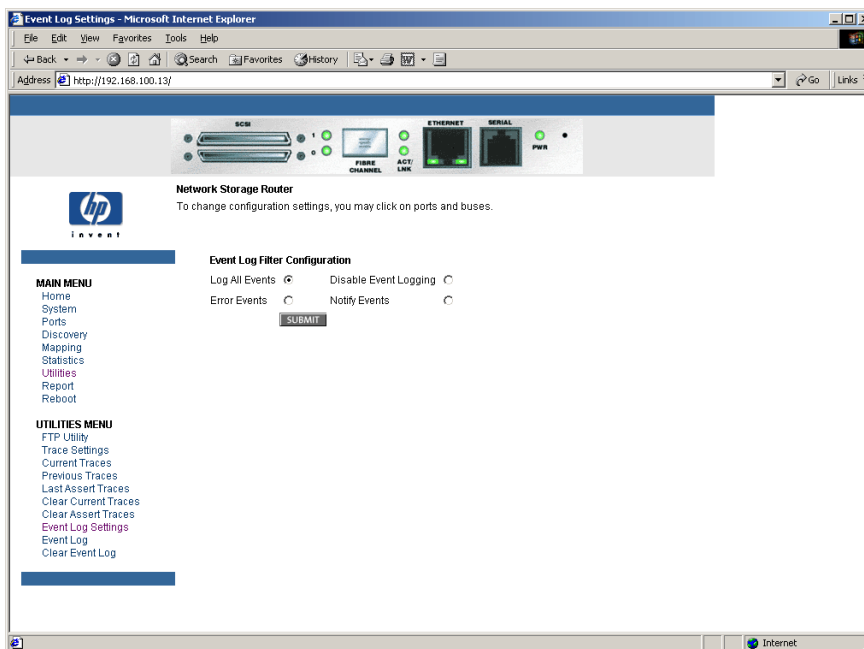 Event Log Settings - Microsoft Internet Explorer
File Edit View Favorites Tools Help
Back Search Favorites History
Address http://192.168.100.13/ Go Links
SCSI ETHERNET SERIAL
1
0
FIBRE CHANNEL ACT/ LNK PWR
hp
invent
Network Storage Router
To change configuration settings, you may click on ports and buses.
Event Log Filter Configuration
Log All Events Disable Event Logging
Error Events Notify Events
SUBMIT
MAIN MENU
Home
System
Ports
Discovery
Mapping
Statistics
Utilities
Report
Reboot
UTILITIES MENU
FTP Utility
Trace Settings
Current Traces
Previous Traces
Last Assert Traces
Clear Current Traces
Clear Assert Traces
Event Log Settings
Event Log
Clear Event Log
Internet